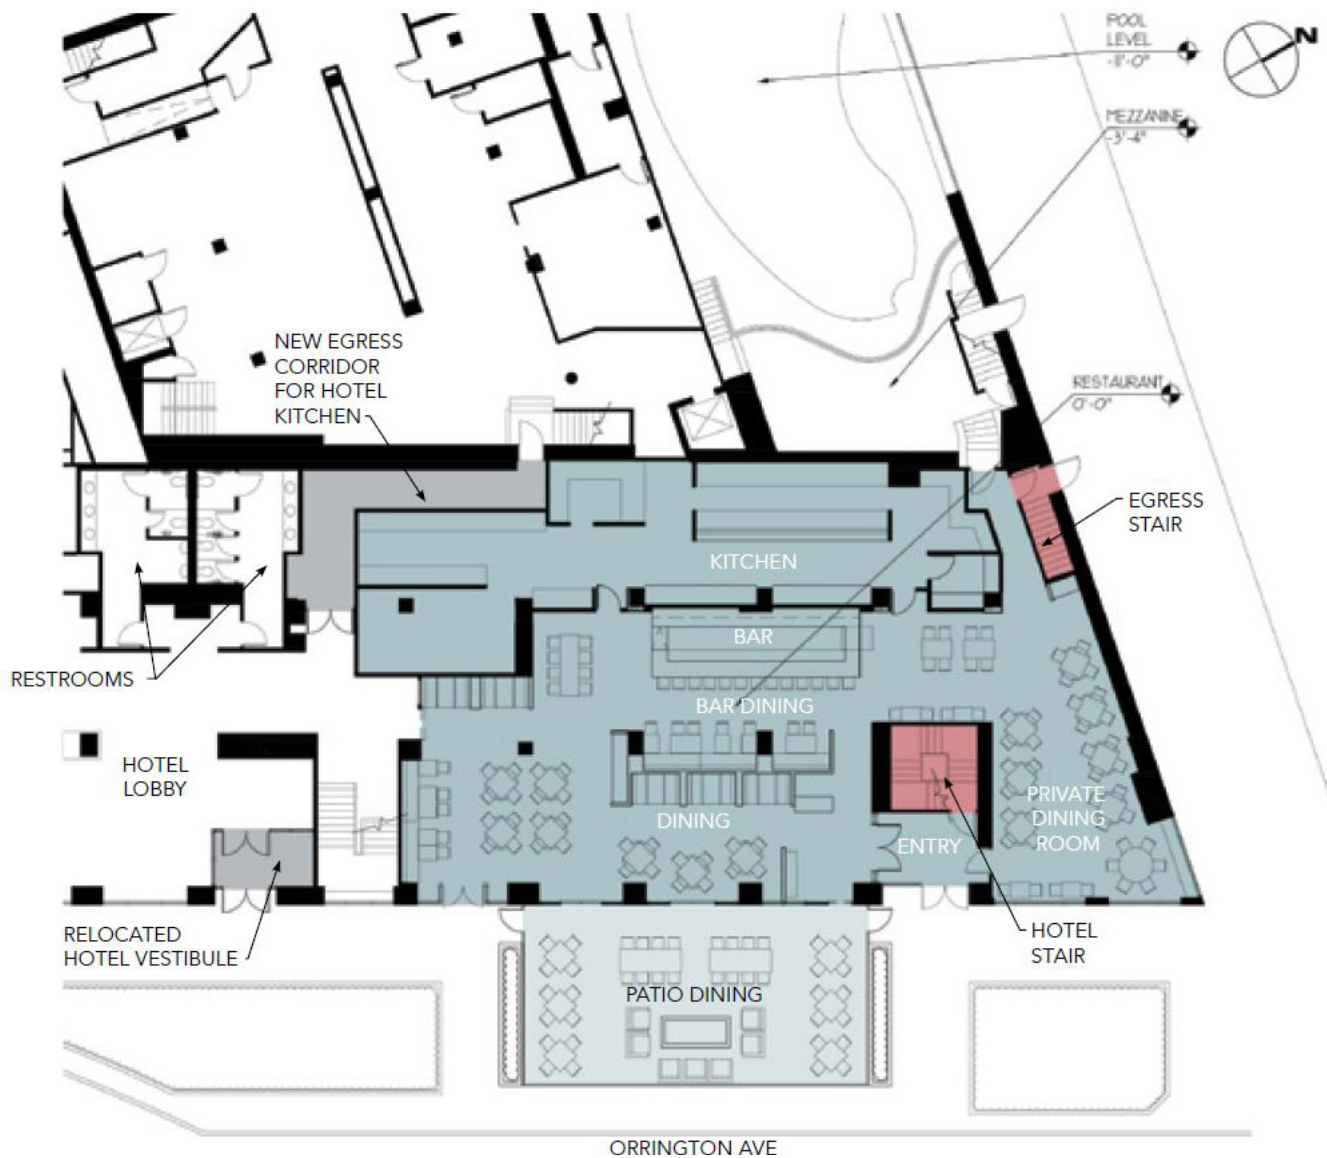 POOL
LEVEL
-11'-0"
N
MEZZANINE
-3'-4"
NEW EGRESS
CORRIDOR
FOR HOTEL
KITCHEN
RESTAURANT
0'-0"
EGRESS
STAIR
KITCHEN
BAR
RESTROOMS
BAR DINING
HOTEL
LOBBY
PRIVATE
DINING
ROOM
DINING
ENTRY
RELOCATED
HOTEL VESTIBULE
HOTEL
STAIR
PATIO DINING
ORRINGTON AVE